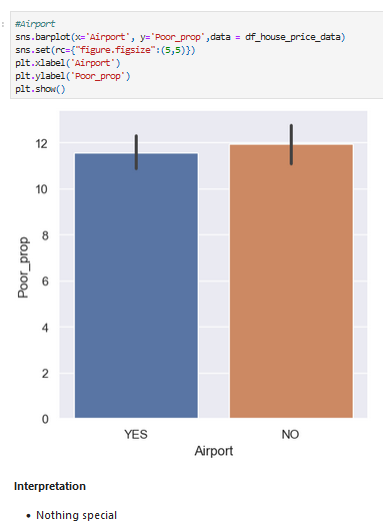 #Airport
sns.barplot(x='Airport', y='Poor_prop',data = df_house_price_data)
sns.set(rc={"figure.figsize":(5,5)})
plt.xlabel('Airport')
plt.ylabel('Poor_prop')
plt.show()
12
10
8
6
4
2
0
Poor_prop
YES NO
Airport
Interpretation
• Nothing special